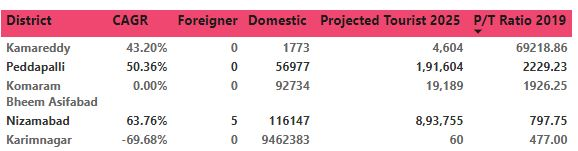 District CAGR Foreigner Domestic Projected Tourist 2025 P/T Ratio 2019
Kamareddy 43.20% 0 1773 4,604 69218.86
Peddapalli 50.36% 0 56977 1,91,604 2229.23
Komaram 0.00% 0 92734 19,189 1926.25
Bheem Asifabad
Nizamabad 63.76% 5 116147 8,93,755 797.75
Karimnagar -69.68% 0 9462383 60 477.00